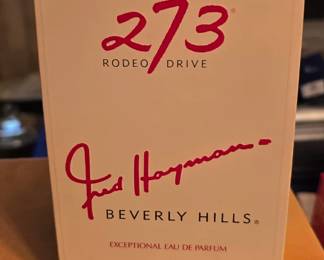 273®
RODEO DRIVE
Fred Hayman
BEVERLY HILLS®
EXCEPTIONAL EAU DE PARFUM